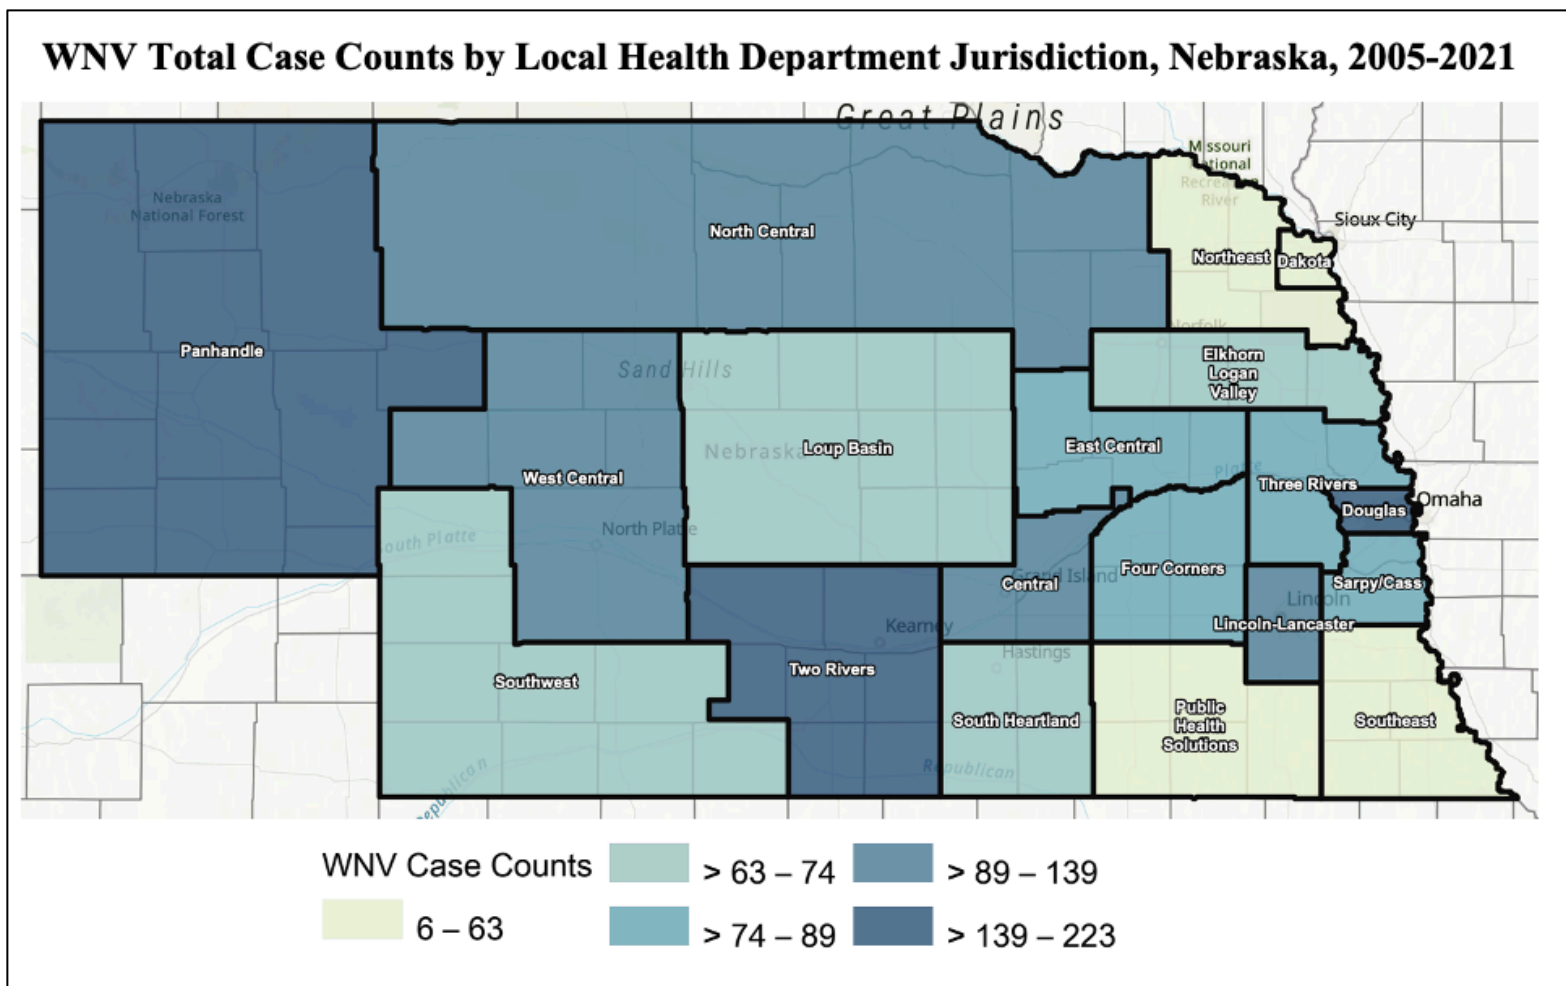 WNV Total Case Counts by Local Health Department Jurisdiction, Nebraska, 2005-2021
Great Plains
Missouri
National
Recreation
River
Nebraska
National Forest
Sioux City
North Central
Northeast
Dakota
Norfolk
Panhandle
Elkhorn
Logan
Valley
Sand Hills
Nebraska
Loup Basin
East Central
West Central
Platte
Three Rivers
Omaha
Douglas
North Platte
South Platte
Four Corners
Grand Island
Central
Sarpy/Cass
Lincoln
Lincoln-Lancaster
Kearney
Hastings
Two Rivers
Southwest
South Heartland
Public
Health
Solutions
Southeast
Republican
Republican
WNV Case Counts
6 – 63
> 63 – 74
> 74 – 89
> 89 – 139
> 139 – 223